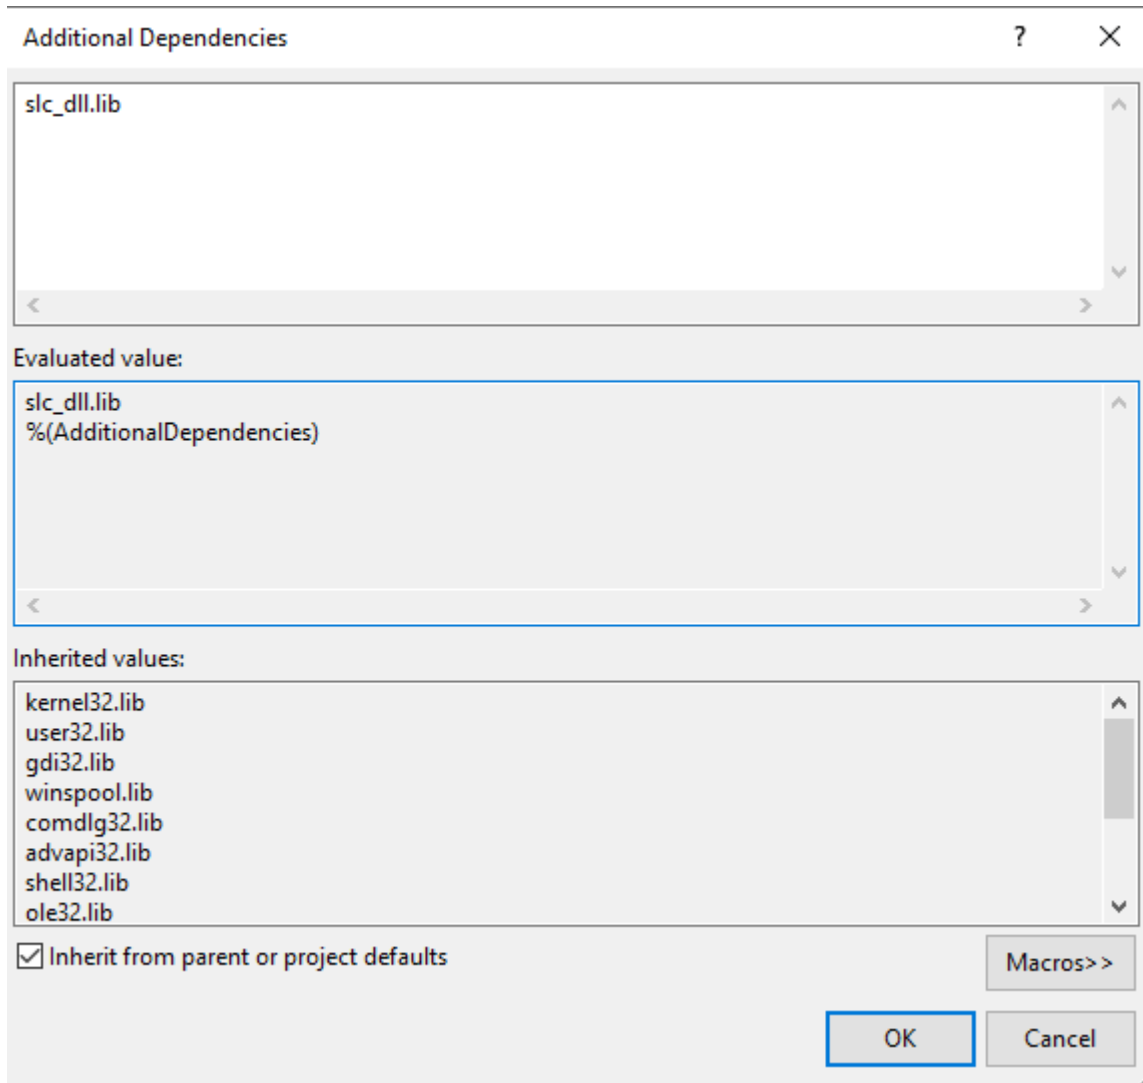 Additional Dependencies
?
slc_dll.lib
Evaluated value:
slc_dll.lib
%(AdditionalDependencies)
Inherited values:
kernel32.lib
user32.lib
gdi32.lib
winspool.lib
comdlg32.lib
advapi32.lib
shell32.lib
ole32.lib
Inherit from parent or project defaults
Macros>>
OK
Cancel